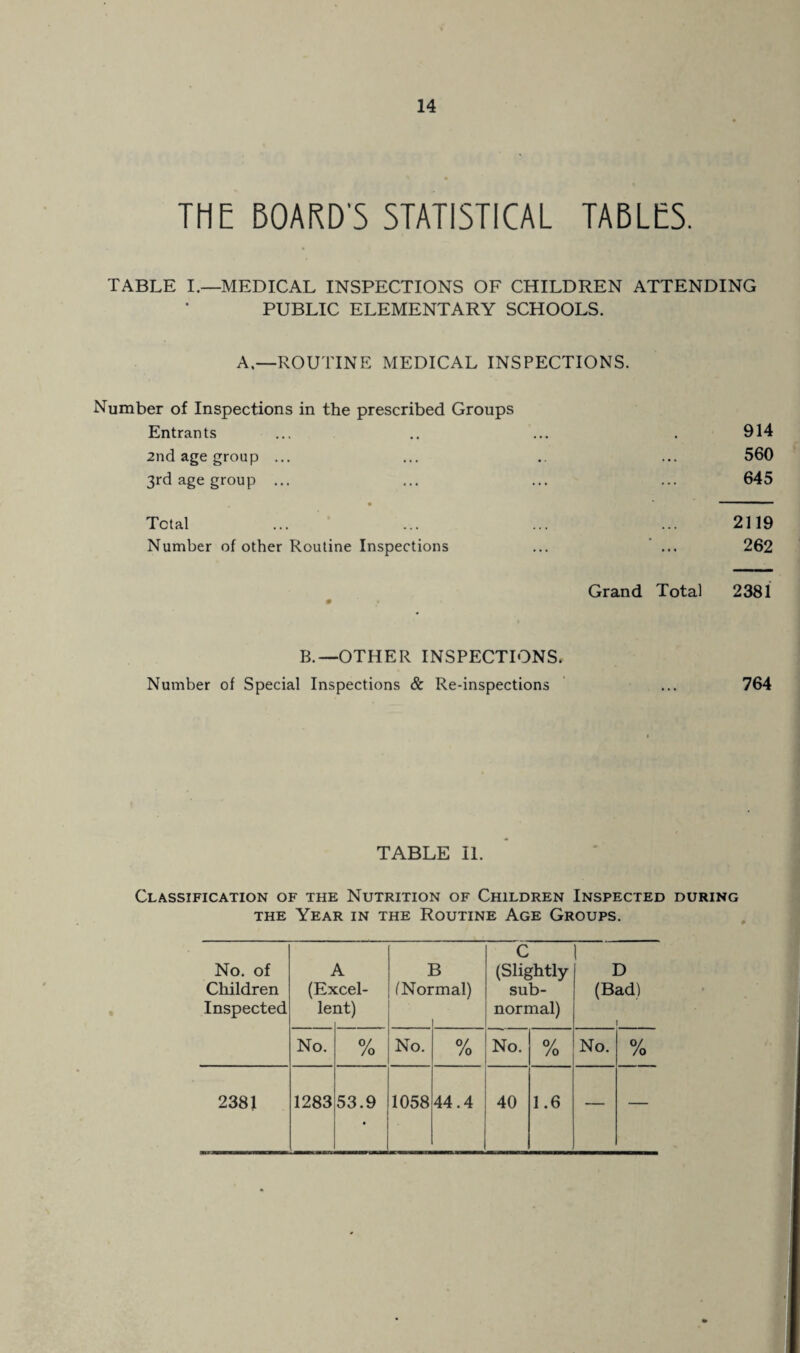 14
THE BOARD'S STATISTICAL TABLES.
TABLE I.—MEDICAL INSPECTIONS OF CHILDREN ATTENDING
PUBLIC ELEMENTARY SCHOOLS.
A.—ROUTINE MEDICAL INSPECTIONS.
Number of Inspections in the prescribed Groups
Entrants ... .. ... . 914
2nd age group ... ... .. ... 560
3rd age group ... ... ... ... 645
Total ... ... ... ... 2119
Number of other Routine Inspections ... ... 262
Grand Total 2381
B.—OTHER INSPECTIONS.
Number of Special Inspections & Re-inspections ... 764
TABLE II.
Classification of the Nutrition of Children Inspected during
the Year in the Routine Age Groups.
No. of Children Inspected
A (Excel-
lent)
B (Normal)
C (Slightly
sub-
normal)
D (Bad)
No. % No. % No. % No. %
2381 1283 53.9 1058 44.4 40 1.6 — —